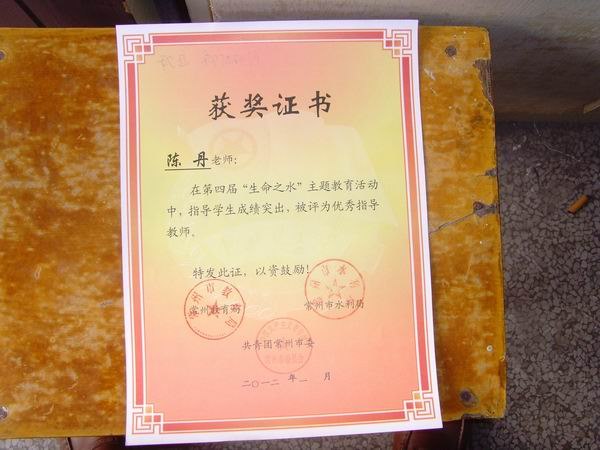 获奖证书
陈 丹 老师:
在第四届“生命之水”主题教育活动
中，指导学生成绩突出，被评为优秀指导
教师。
特发此证，以资鼓励!
常州教育局 常州市水利局
共青团常州市委
二〇一二 年 一 月